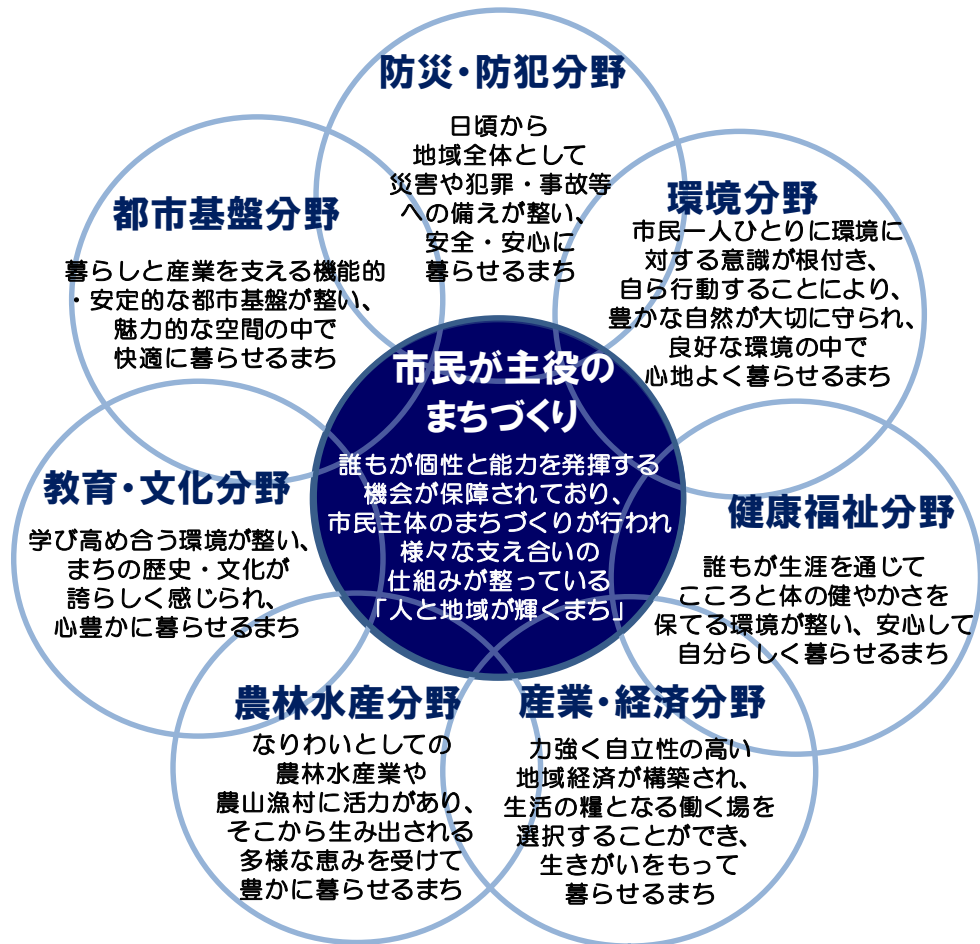 防災・防犯分野
日頃から
地域全体として
災害や犯罪・事故等
への備えが整い、
安全・安心に
暮らせるまち
環境分野
市民一人ひとりに環境に
対する意識が根付き、
自ら行動することにより、
豊かな自然が大切に守られ、
良好な環境の中で
心地よく暮らせるまち
都市基盤分野
暮らしと産業を支える機能的
・安定的な都市基盤が整い、
魅力的な空間の中で
快適に暮らせるまち
市民が主役の
まちづくり
誰もが個性と能力を発揮する
機会が保障されており、
市民主体のまちづくりが行われ
様々な支え合いの
仕組みが整っている
「人と地域が輝くまち」
教育・文化分野
学び高め合う環境が整い、
まちの歴史・文化が
誇らしく感じられ、
心豊かに暮らせるまち
健康福祉分野
誰もが生涯を通じて
こころと体の健やかさを
保てる環境が整い、安心して
自分らしく暮らせるまち
農林水産分野
なりわいとしての
農林水産業や
農山漁村に活力があり、
そこから生み出される
多様な恵みを受けて
豊かに暮らせるまち
産業・経済分野
力強く自立性の高い
地域経済が構築され、
生活の糧となる働く場を
選択することができ、
生きがいをもって
暮らせるまち